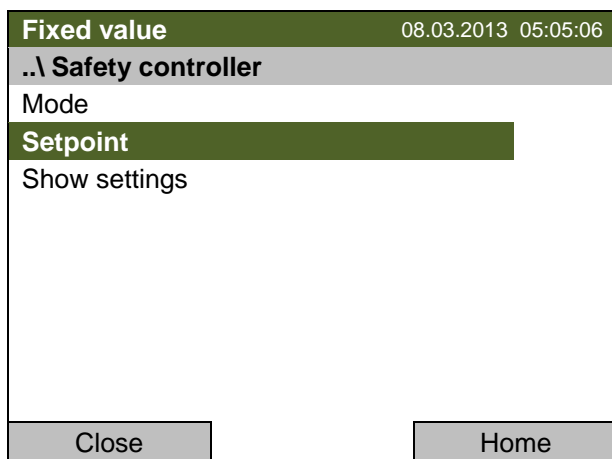 Fixed value 08.03.2013 05:05:06
..\ Safety controller
Mode
Setpoint
Show settings
Close Home